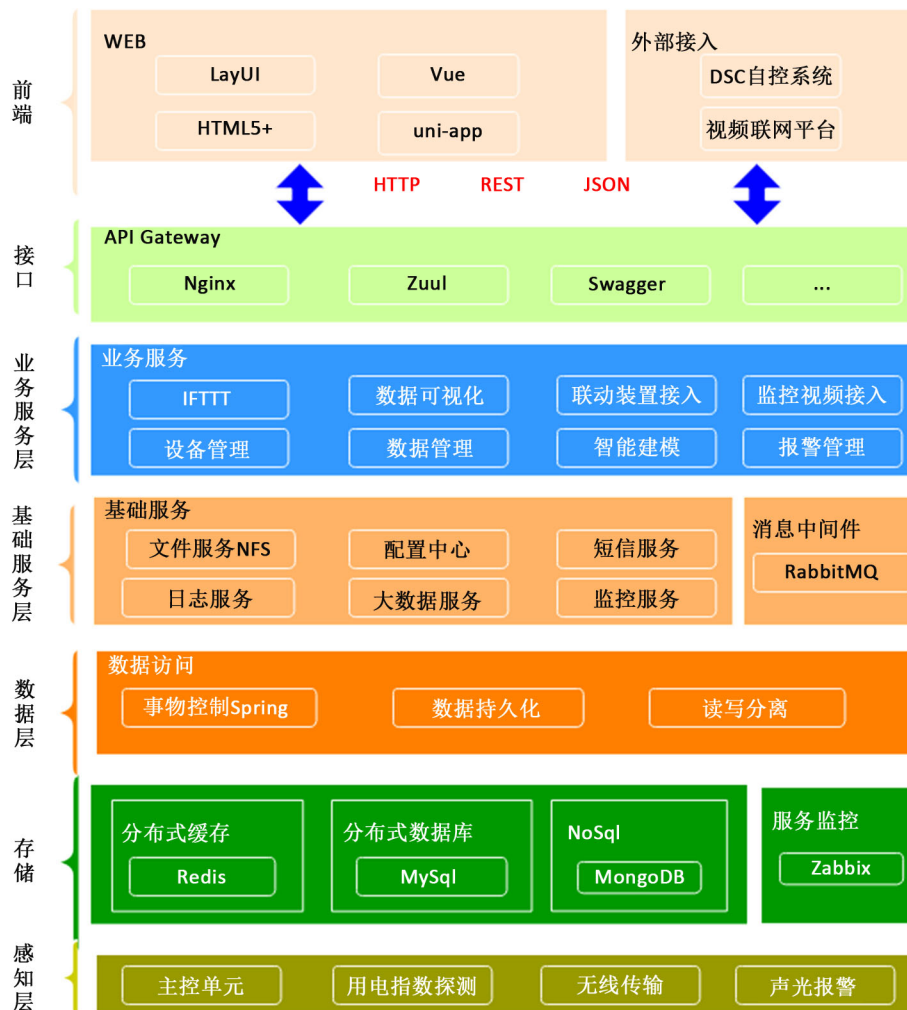 前端
WEB
LayUI
Vue
HTML5+
uni-app
外部接入
DSC自控系统
视频联网平台
HTTP REST JSON
接口
API Gateway
Nginx
Zuul
Swagger
...
业务服务层
业务服务
IFTTT
数据可视化
联动装置接入
监控视频接入
设备管理
数据管理
智能建模
报警管理
基础服务层
基础服务
文件服务NFS
配置中心
短信服务
日志服务
大数据服务
监控服务
消息中间件
RabbitMQ
数据层
数据访问
事物控制Spring
数据持久化
读写分离
存储
分布式缓存
Redis
分布式数据库
MySql
NoSql
MongoDB
服务监控
Zabbix
感知层
主控单元
用电指数探测
无线传输
声光报警